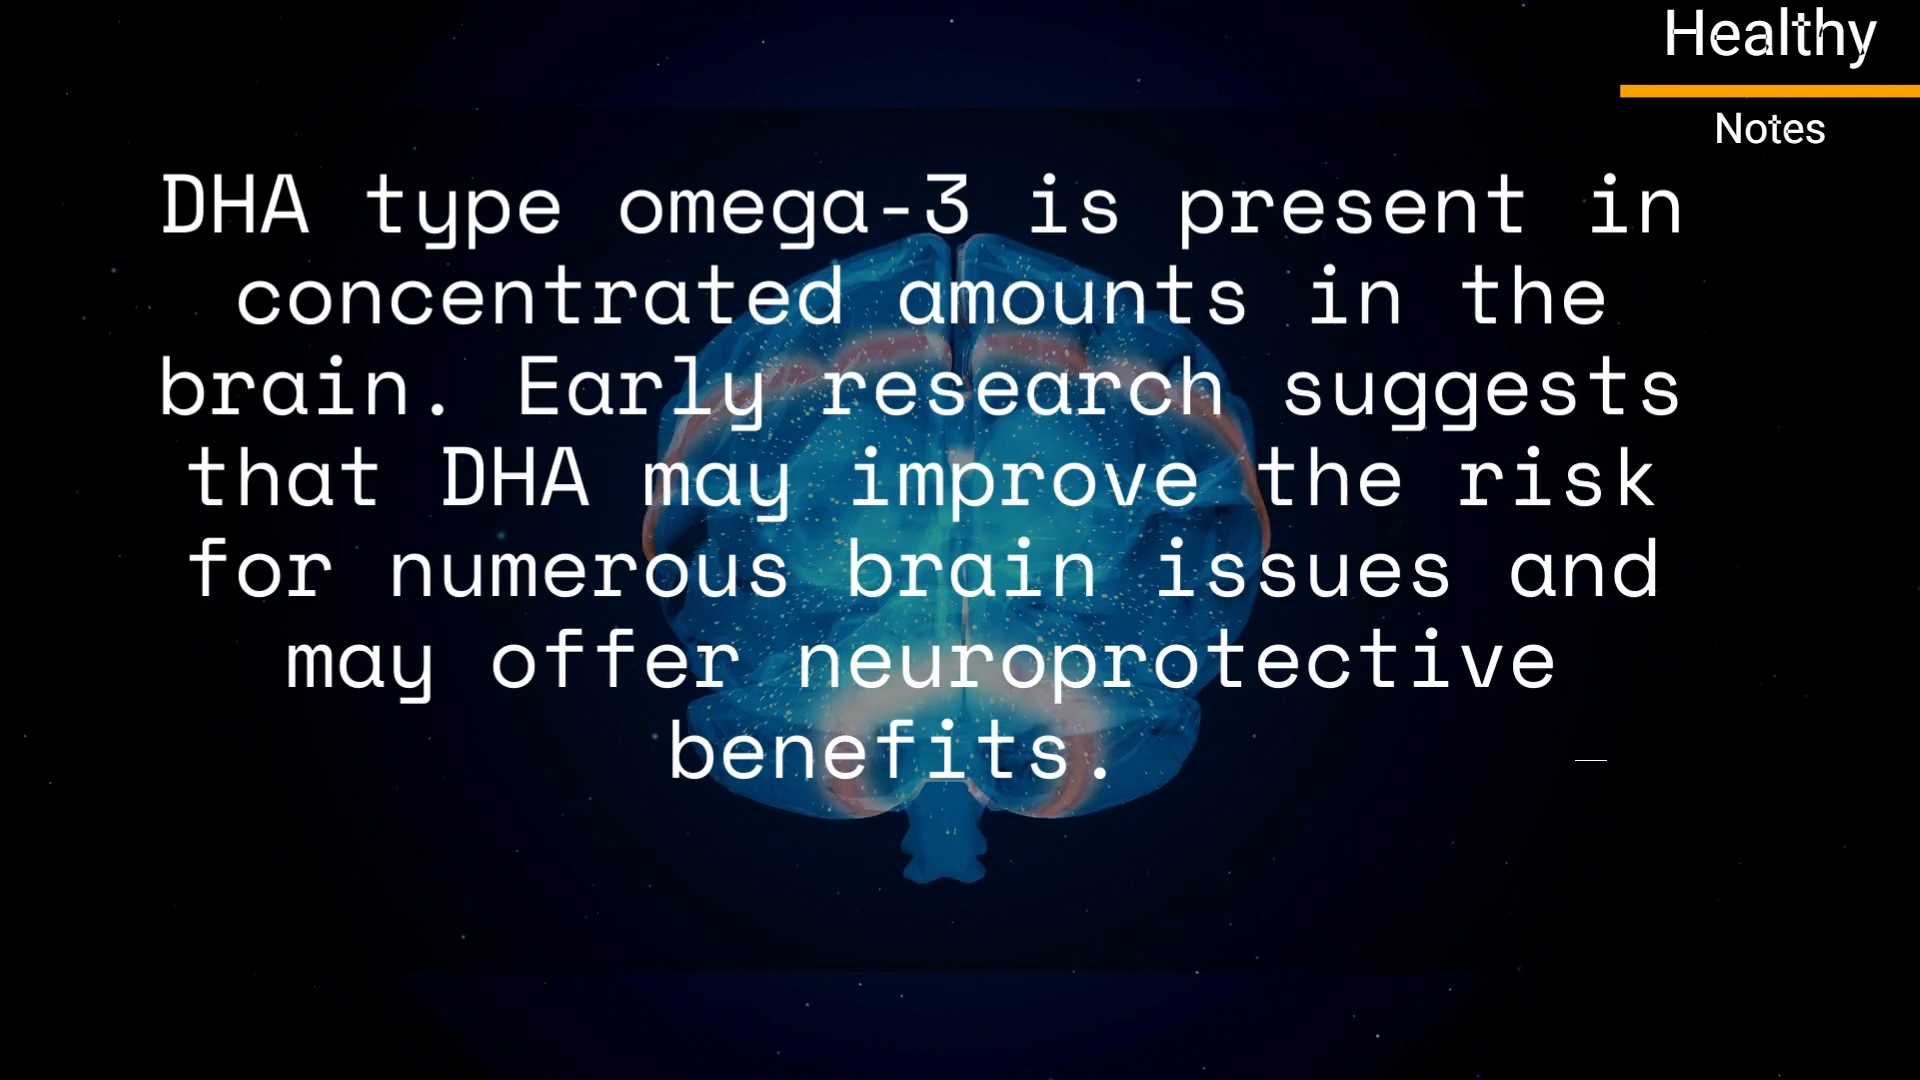 Healthy
Notes
DHA type omega-3 is present in
concentrated amounts in the
brain. Early research suggests
that DHA may improve the risk
for numerous brain issues and
may offer neuroprotective
benefits.